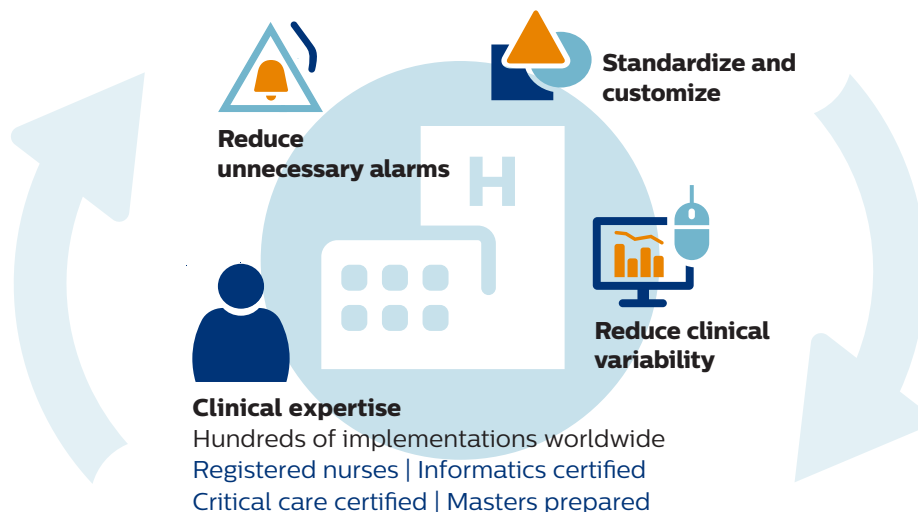 Standardize and
customize
Reduce
unnecessary alarms
H
Reduce clinical
variability
Clinical expertise
Hundreds of implementations worldwide
Registered nurses | Informatics certified
Critical care certified | Masters prepared